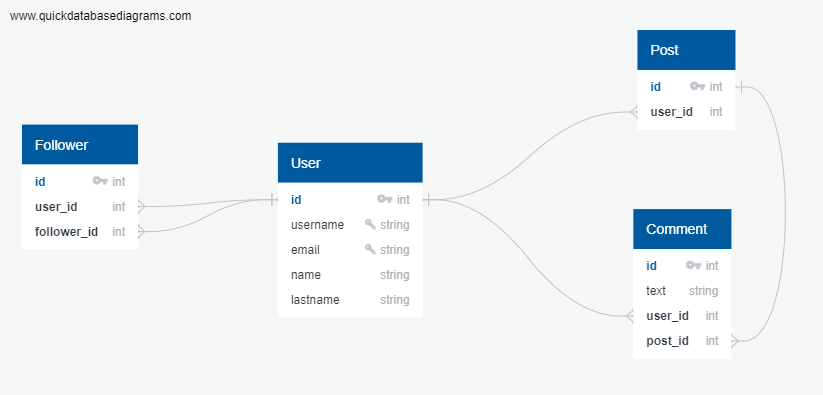 www.quickdatabasediagrams.com
Follower
id int
user_id int
follower_id int
User
id int
username string
email string
name string
lastname string
Post
id int
user_id int
Comment
id int
text string
user_id int
post_id int